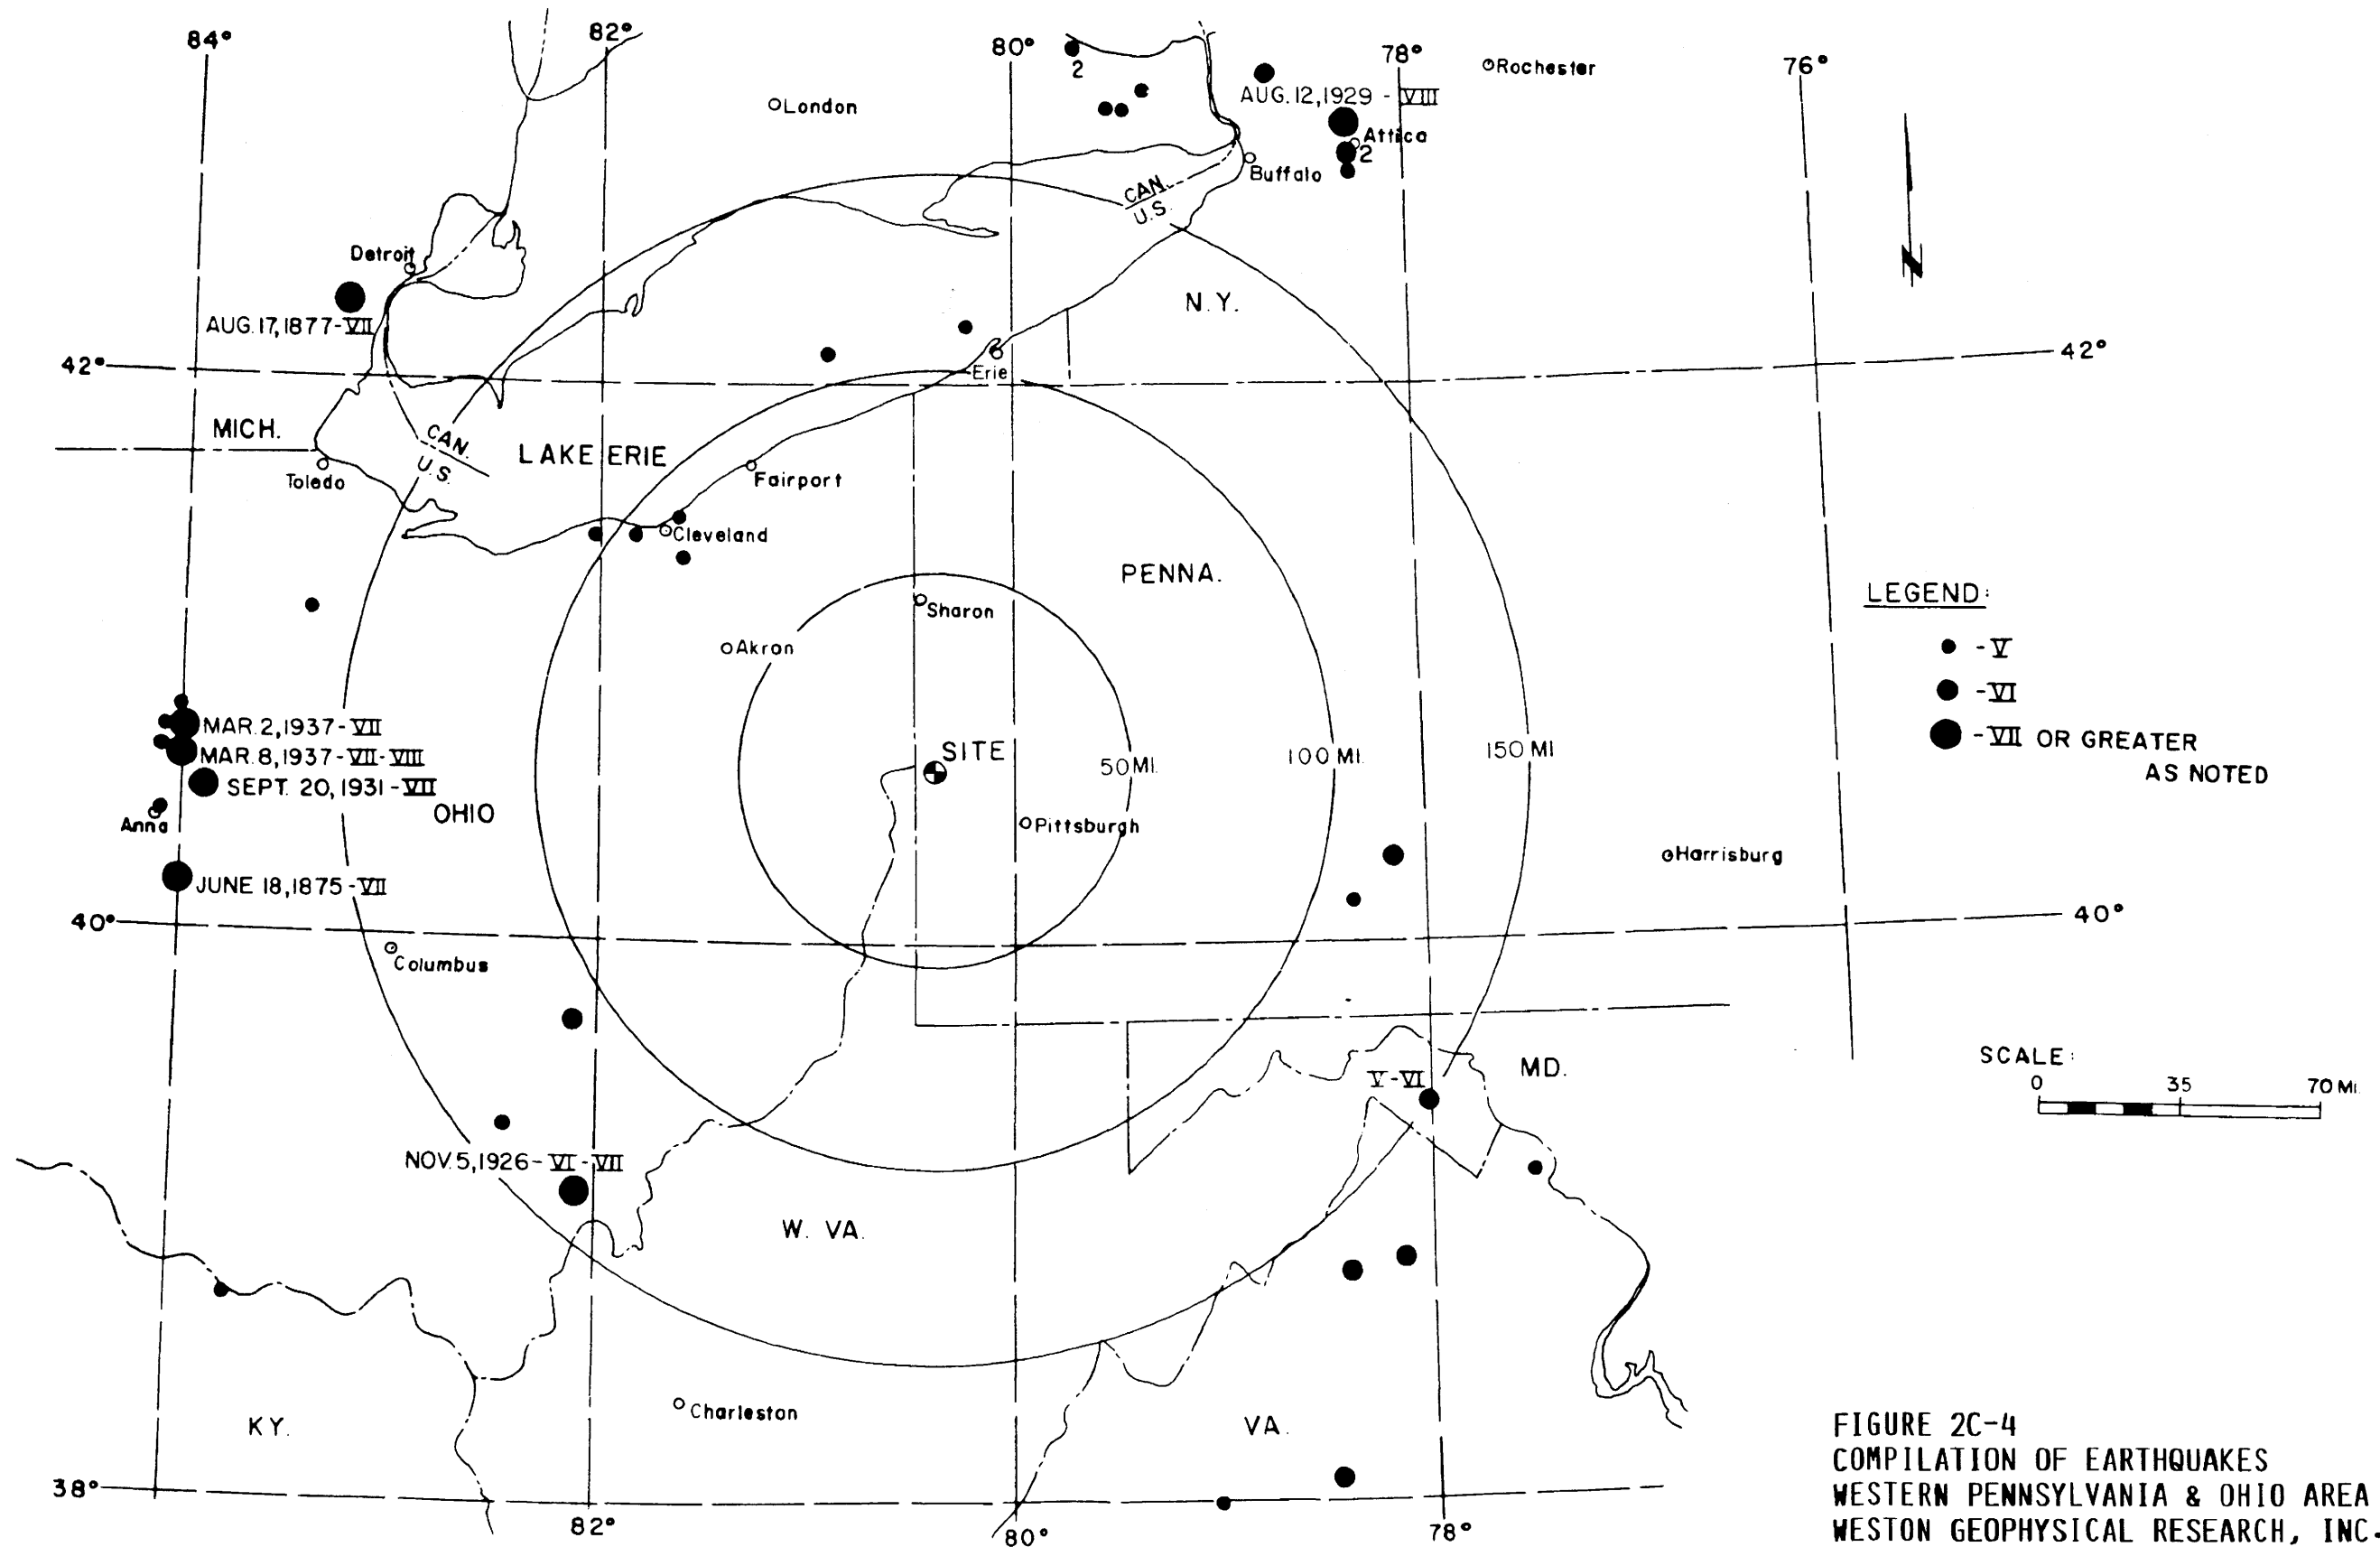 84°
82°
80°
78°
76°
2
London
Rochester
AUG. 12, 1929 - VIII
Attica
2
Buffalo
CAN.
U.S.
Detroit
AUG. 17, 1877 - VII
N.Y.
42°
42°
Erie
MICH.
CAN.
U.S.
LAKE ERIE
Toledo
Fairport
Cleveland
PENNA.
Sharon
Akron
LEGEND:
- V
- VI
- VII OR GREATER
AS NOTED
MAR. 2, 1937 - VII
MAR. 8, 1937 - VII - VIII
SEPT. 20, 1931 - VII
OHIO
Anna
SITE
50 MI.
100 MI.
150 MI
Pittsburgh
Harrisburg
JUNE 18, 1875 - VII
40°
40°
Columbus
V - VI
MD.
SCALE:
0 35 70 MI.
NOV. 5, 1926 - VI - VII
W. VA.
Charleston
KY.
VA.
38°
82°
80°
78°
FIGURE 2C-4
COMPILATION OF EARTHQUAKES
WESTERN PENNSYLVANIA & OHIO AREA
WESTON GEOPHYSICAL RESEARCH, INC.